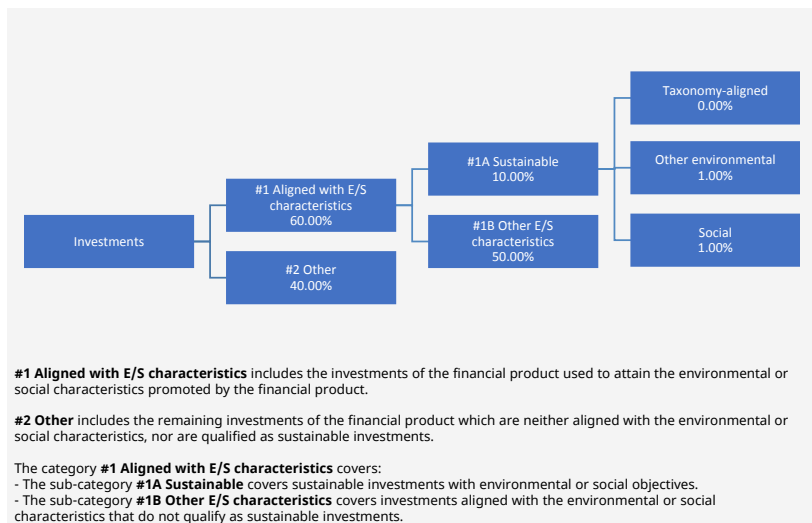 Taxonomy-aligned
0.00%
#1A Sustainable
10.00%
Other environmental
1.00%
#1 Aligned with E/S
characteristics
60.00%
#1B Other E/S
characteristics
50.00%
Social
1.00%
Investments
#2 Other
40.00%
#1 Aligned with E/S characteristics includes the investments of the financial product used to attain the environmental or
social characteristics promoted by the financial product.
#2 Other includes the remaining investments of the financial product which are neither aligned with the environmental or
social characteristics, nor are qualified as sustainable investments.
The category #1 Aligned with E/S characteristics covers:
- The sub-category #1A Sustainable covers sustainable investments with environmental or social objectives.
- The sub-category #1B Other E/S characteristics covers investments aligned with the environmental or social
characteristics that do not qualify as sustainable investments.